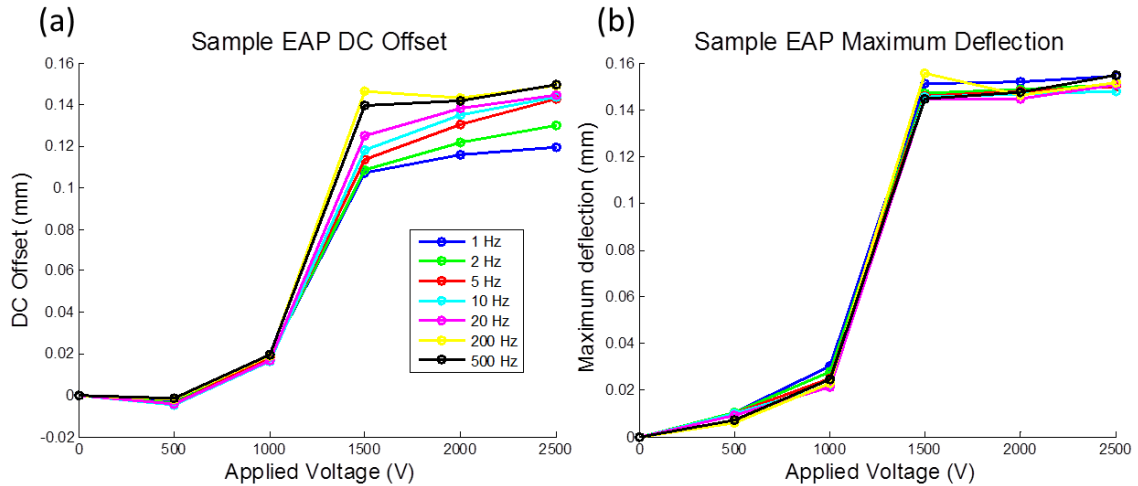 (a)
Sample EAP DC Offset
0.16
0.14
0.12
0.1
0.08
0.06
0.04
0.02
0
-0.02
DC Offset (mm)
1 Hz
2 Hz
5 Hz
10 Hz
20 Hz
200 Hz
500 Hz
0 500 1000 1500 2000 2500
Applied Voltage (V)
(b)
Sample EAP Maximum Deflection
0.16
0.14
0.12
0.1
0.08
0.06
0.04
0.02
0
Maximum deflection (mm)
0 500 1000 1500 2000 2500
Applied Voltage (V)